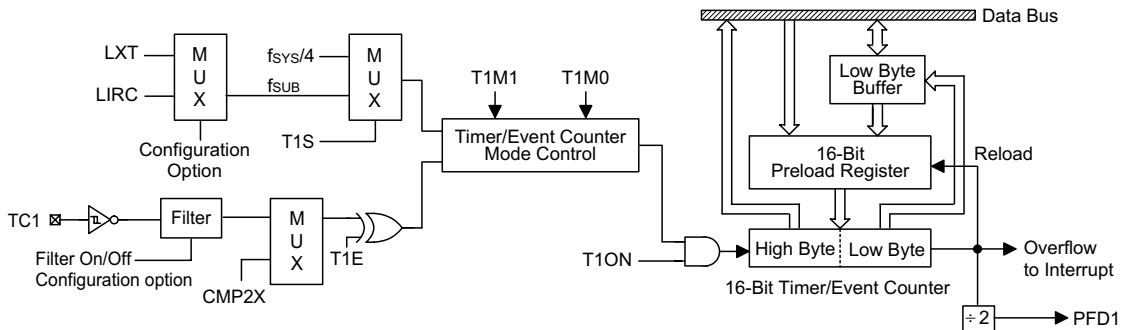 Data Bus
LXT
LIRC
M
U
X
fSYS/4
fSUB
M
U
X
T1M1
T1M0
Low Byte
Buffer
Configuration
Option
T1S
Timer/Event Counter
Mode Control
16-Bit
Preload Register
Reload
TC1
Filter
M
U
X
T1E
Filter On/Off
Configuration option
CMP2X
T1ON
High Byte
Low Byte
Overflow
to Interrupt
16-Bit Timer/Event Counter
÷ 2
PFD1